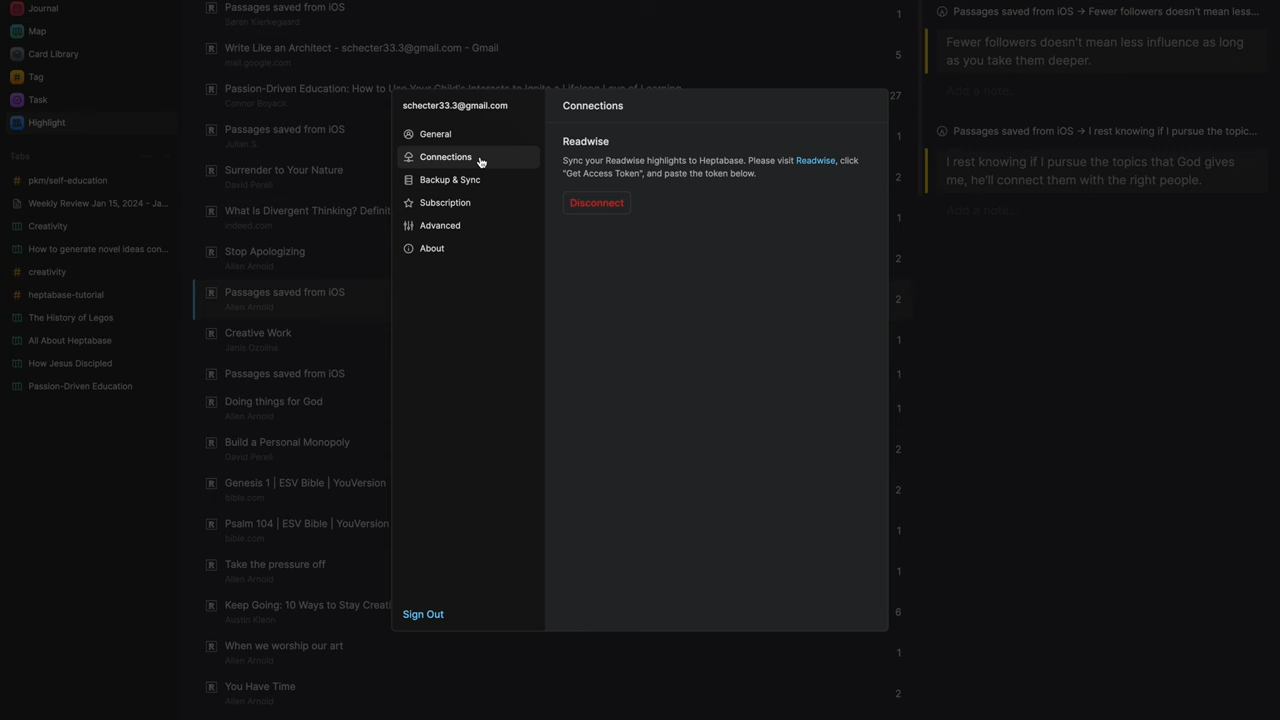 Journal
Map
Card Library
Tag
Task
Highlight
Tabs
pkm/self-education
Weekly Review Jan 15, 2024 - Ja...
Creativity
How to generate novel ideas con...
creativity
heptabase-tutorial
The History of Legos
All About Heptabase
How Jesus Discipled
Passion-Driven Education
Passages saved from iOS
Søren Kierkegaard
1
Write Like an Architect - schecter33.3@gmail.com - Gmail
mail.google.com
5
Passion-Driven Education: How to Use Your Child's Interests to Ignite a Lifelong Love of Learning
Connor Boyack
27
Passages saved from iOS
Julian S.
1
Surrender to Your Nature
David Perell
2
What Is Divergent Thinking? Definit
indeed.com
1
Stop Apologizing
Allen Arnold
2
Passages saved from iOS
Allen Arnold
2
Creative Work
Janis Ozolins
1
Passages saved from iOS
1
Doing things for God
Allen Arnold
1
Build a Personal Monopoly
David Perell
2
Genesis 1 | ESV Bible | YouVersion
bible.com
2
Psalm 104 | ESV Bible | YouVersion
bible.com
1
Take the pressure off
Allen Arnold
1
Keep Going: 10 Ways to Stay Creati
Austin Kleon
6
When we worship our art
Allen Arnold
1
You Have Time
Allen Arnold
2
schecter33.3@gmail.com
General
Connections
Backup & Sync
Subscription
Advanced
About
Sign Out
Connections
Readwise
Sync your Readwise highlights to Heptabase. Please visit Readwise, click
"Get Access Token", and paste the token below.
Disconnect
Passages saved from iOS → Fewer followers doesn't mean less...
Fewer followers doesn't mean less influence as long
as you take them deeper.
Add a note...
Passages saved from iOS → I rest knowing if I pursue the topic...
I rest knowing if I pursue the topics that God gives
me, he'll connect them with the right people.
Add a note...